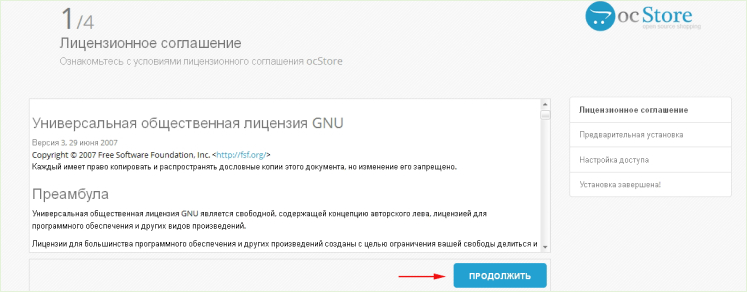 1/4
Лицензионное соглашение
Ознакомьтесь с условиями лицензионного соглашения ocStore
ocStore
open source shopping
Универсальная общественная лицензия GNU
Версия 3, 29 июня 2007
Copyright © 2007 Free Software Foundation, Inc. <http://fsf.org/>
Каждый имеет право копировать и распространять дословные копии этого документа, но изменение его запрещено.
Преамбула
Универсальная общественная лицензия GNU является свободной, содержащей концепцию авторского лева, лицензией для
программного обеспечения и других видов произведений.
Лицензии для большинства программного обеспечения и других произведений созданы с целью ограничения вашей свободы делиться и
Лицензионное соглашение
Предварительная установка
Настройка доступа
Установка завершена!
ПРОДОЛЖИТЬ